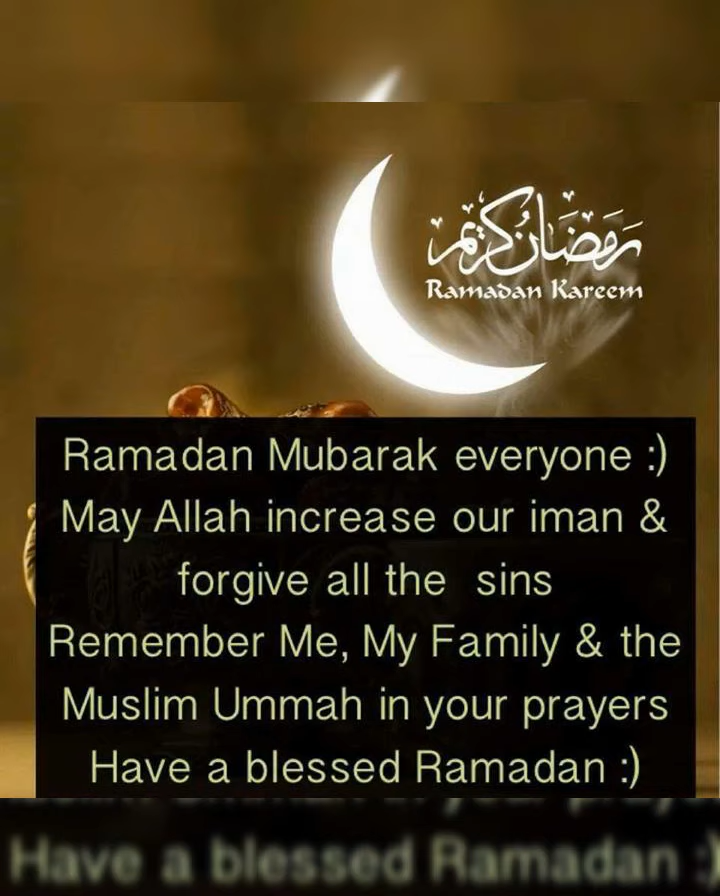 رمضان كريم
Ramadan Kareem
Ramadan Mubarak everyone :)
May Allah increase our iman &
forgive all the  sins
Remember Me, My Family & the
Muslim Ummah in your prayers
Have a blessed Ramadan :)
Have a blessed Ramadan :)